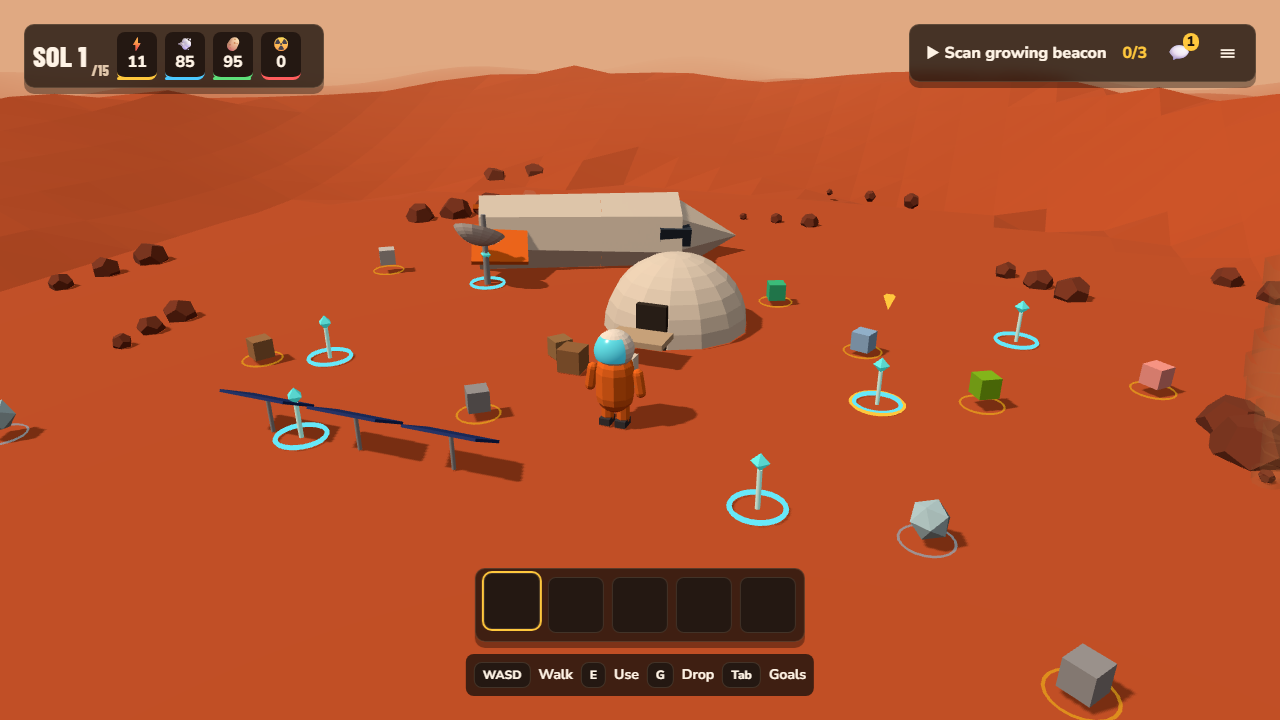 SOL 1 /15
11 85 95 0
▶ Scan growing beacon 0/3 1
WASD Walk E Use G Drop Tab Goals